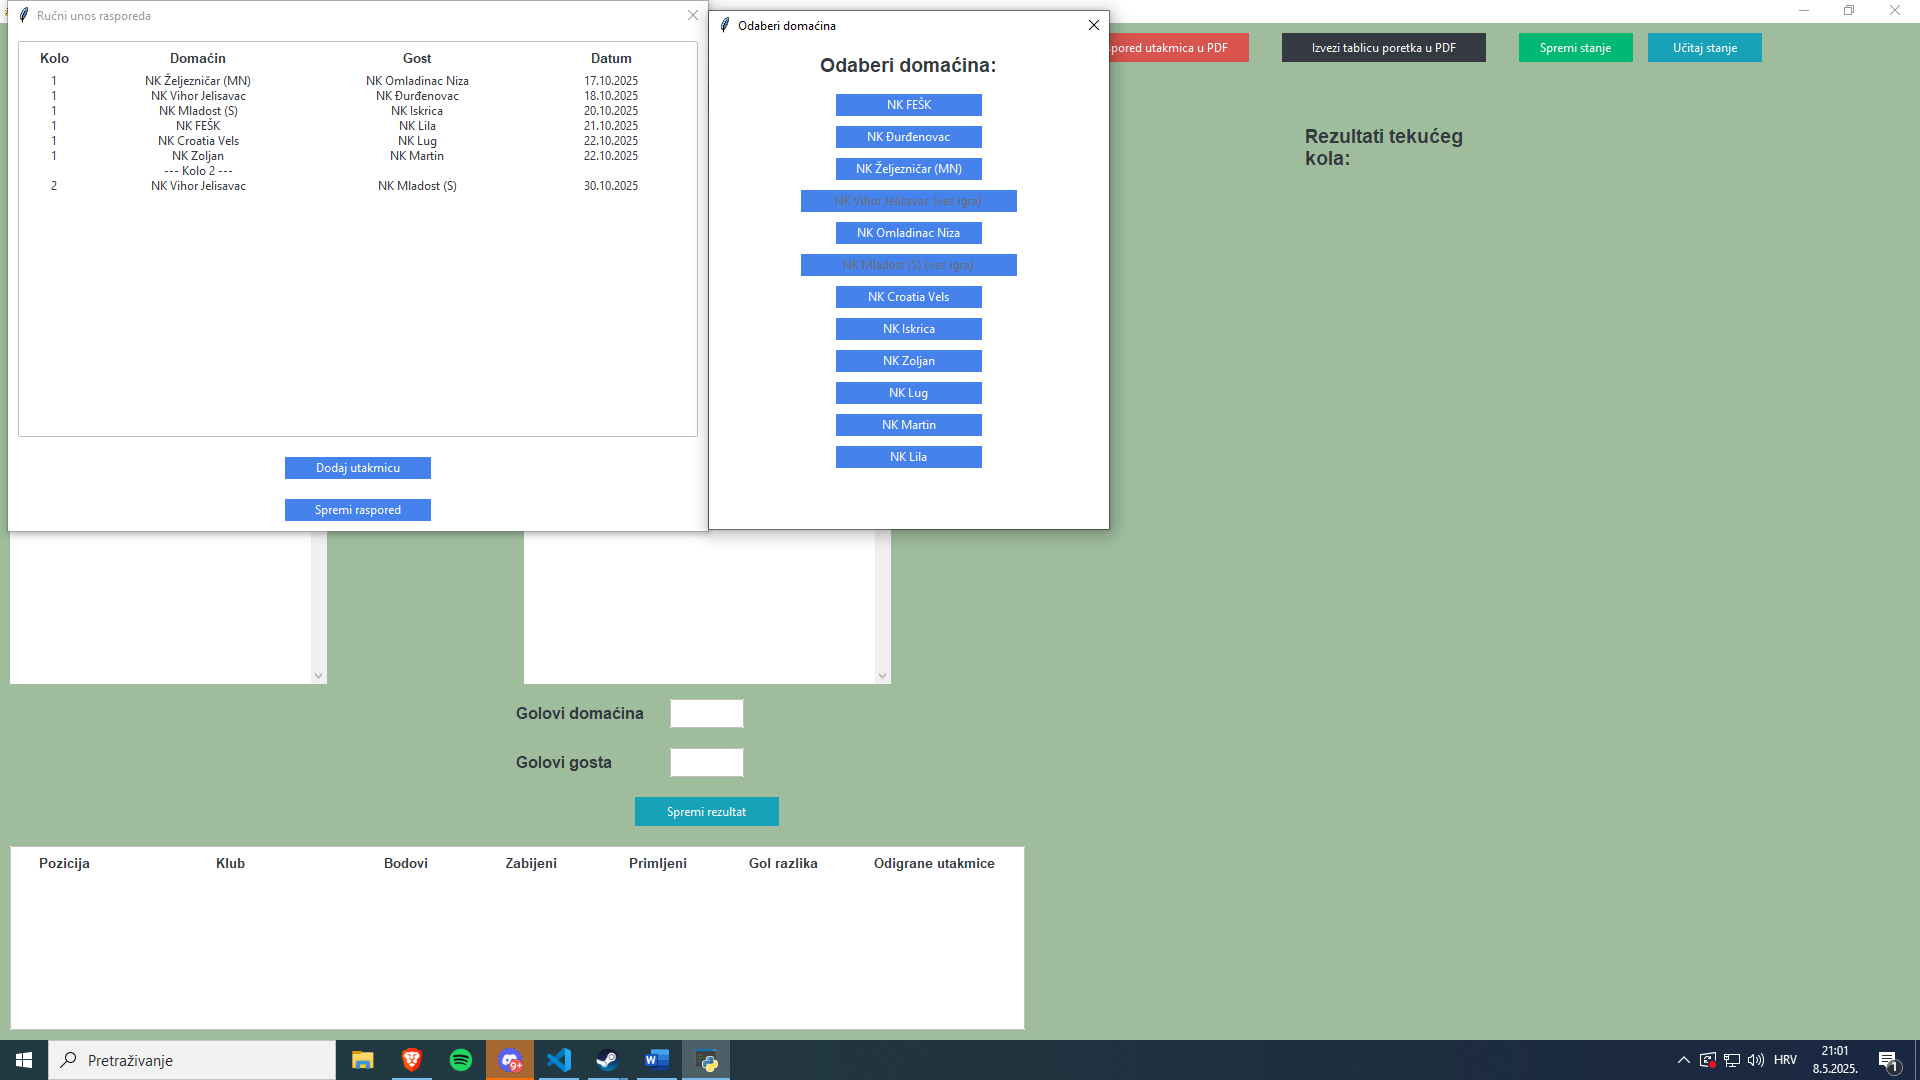 Ručni unos rasporeda
Kolo Domaćin Gost Datum
1 NK Željezničar (MN) NK Omladinac Niza 17.10.2025
1 NK Vihor Jelisavac NK Đurđenovac 18.10.2025
1 NK Mladost (S) NK Iskrica 20.10.2025
1 NK FEŠK NK Lila 21.10.2025
1 NK Croatia Vels NK Lug 22.10.2025
1 NK Zoljan NK Martin 22.10.2025
--- Kolo 2 ---
2 NK Vihor Jelisavac NK Mladost (S) 30.10.2025
Dodaj utakmicu
Spremi raspored
Odaberi domaćina
Odaberi domaćina:
NK FEŠK
NK Đurđenovac
NK Željezničar (MN)
NK Vihor Jelisavac (već igra)
NK Omladinac Niza
NK Mladost (S) (već igra)
NK Croatia Vels
NK Iskrica
NK Zoljan
NK Lug
NK Martin
NK Lila
spored utakmica u PDF
Izvezi tablicu poretka u PDF
Spremi stanje
Učitaj stanje
Rezultati tekućeg
kola:
Golovi domaćina
Golovi gosta
Spremi rezultat
Pozicija Klub Bodovi Zabijeni Primljeni Gol razlika Odigrane utakmice
Pretraživanje
9+
W
HRV
21:01
8.5.2025.
1